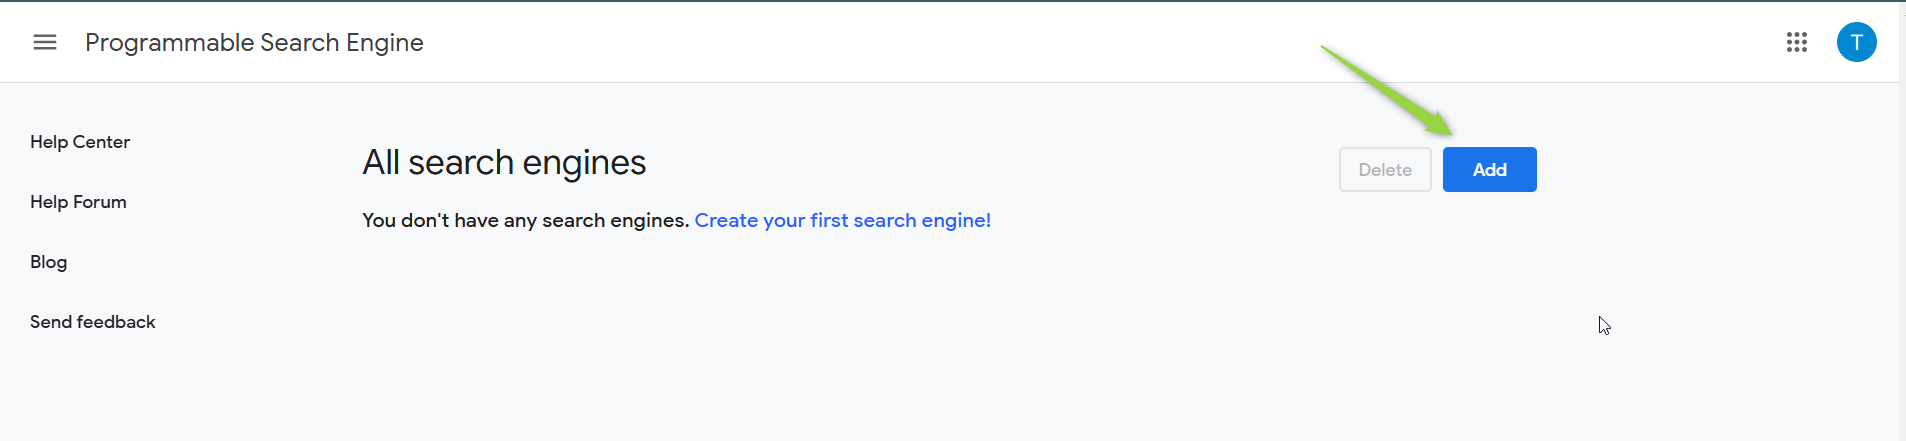 Programmable Search Engine
T
Help Center
Help Forum
Blog
Send feedback
All search engines
Delete
Add
You don't have any search engines. Create your first search engine!